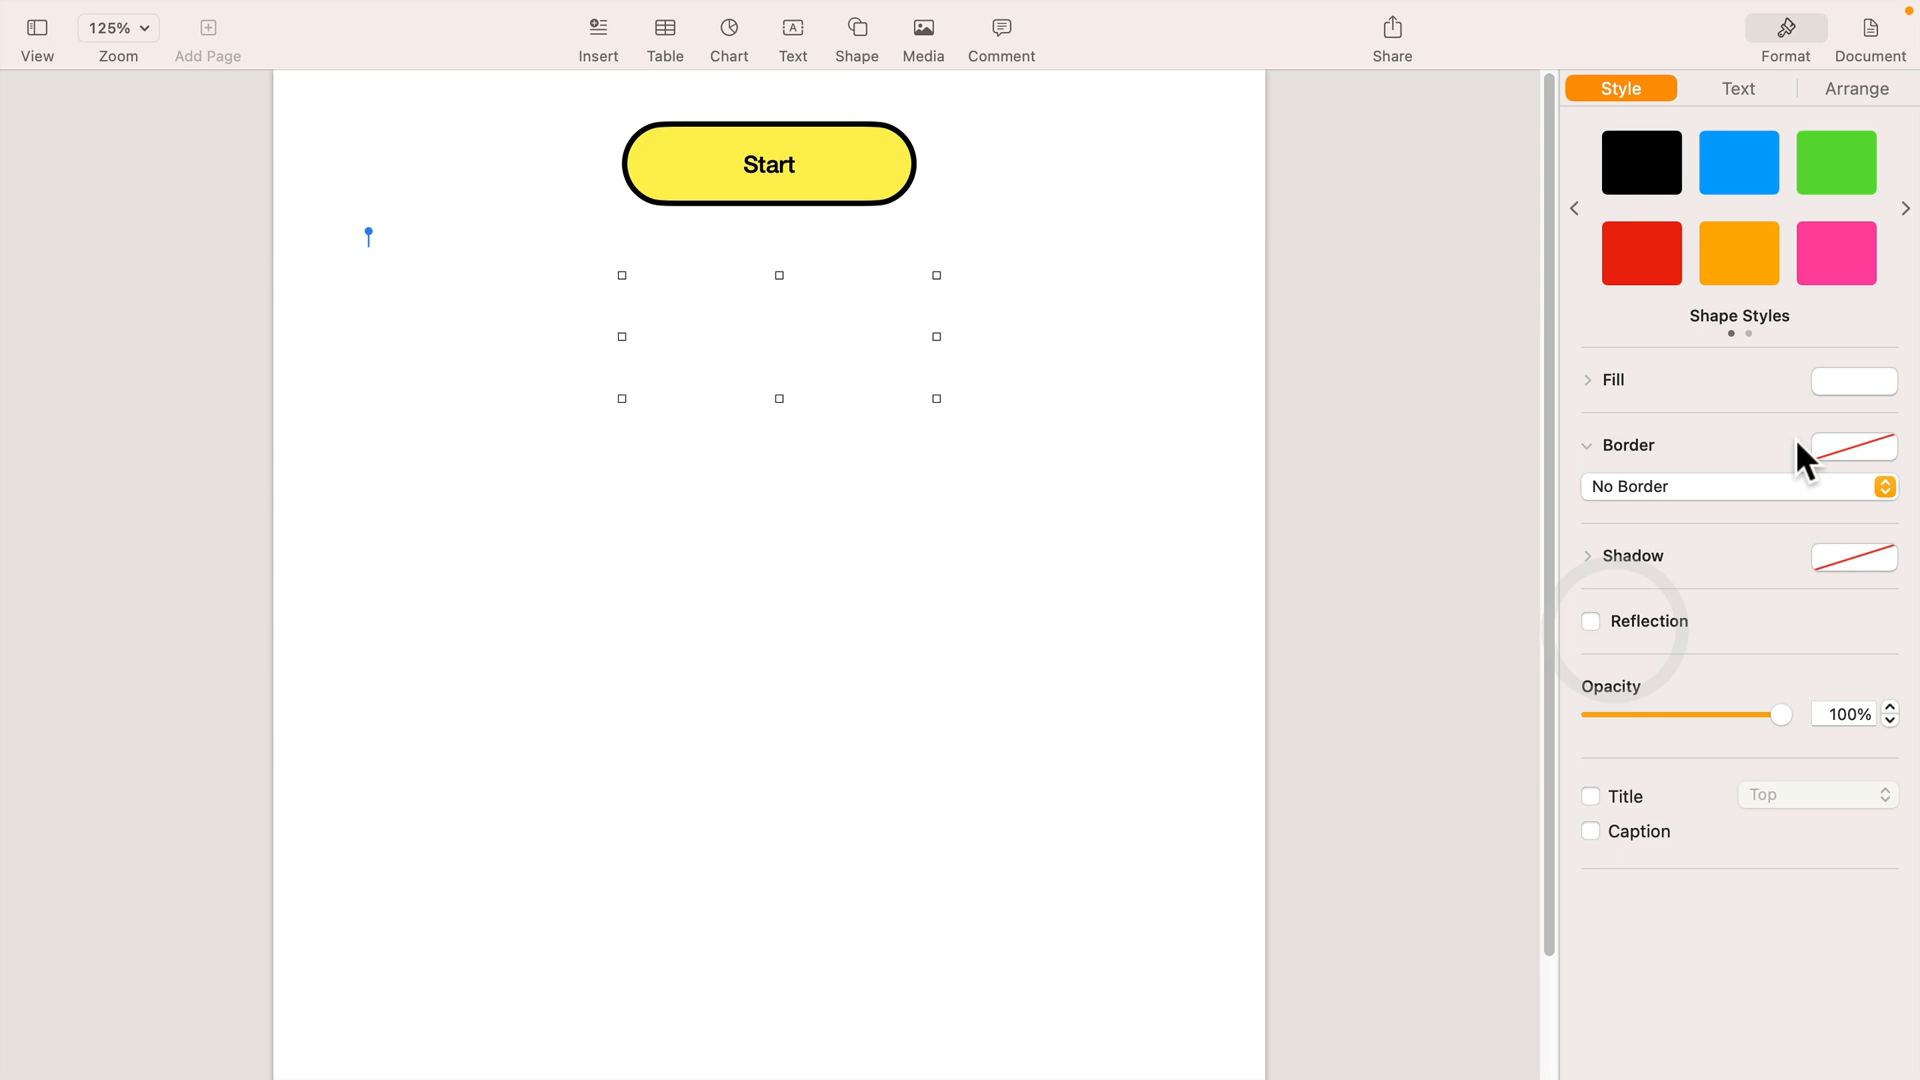 125%
View
Zoom
Add Page
Insert
Table
Chart
Text
Shape
Media
Comment
Share
Format
Document
Style
Text
Arrange
Start
Shape Styles
Fill
Border
No Border
Shadow
Reflection
Opacity
100%
Title
Top
Caption